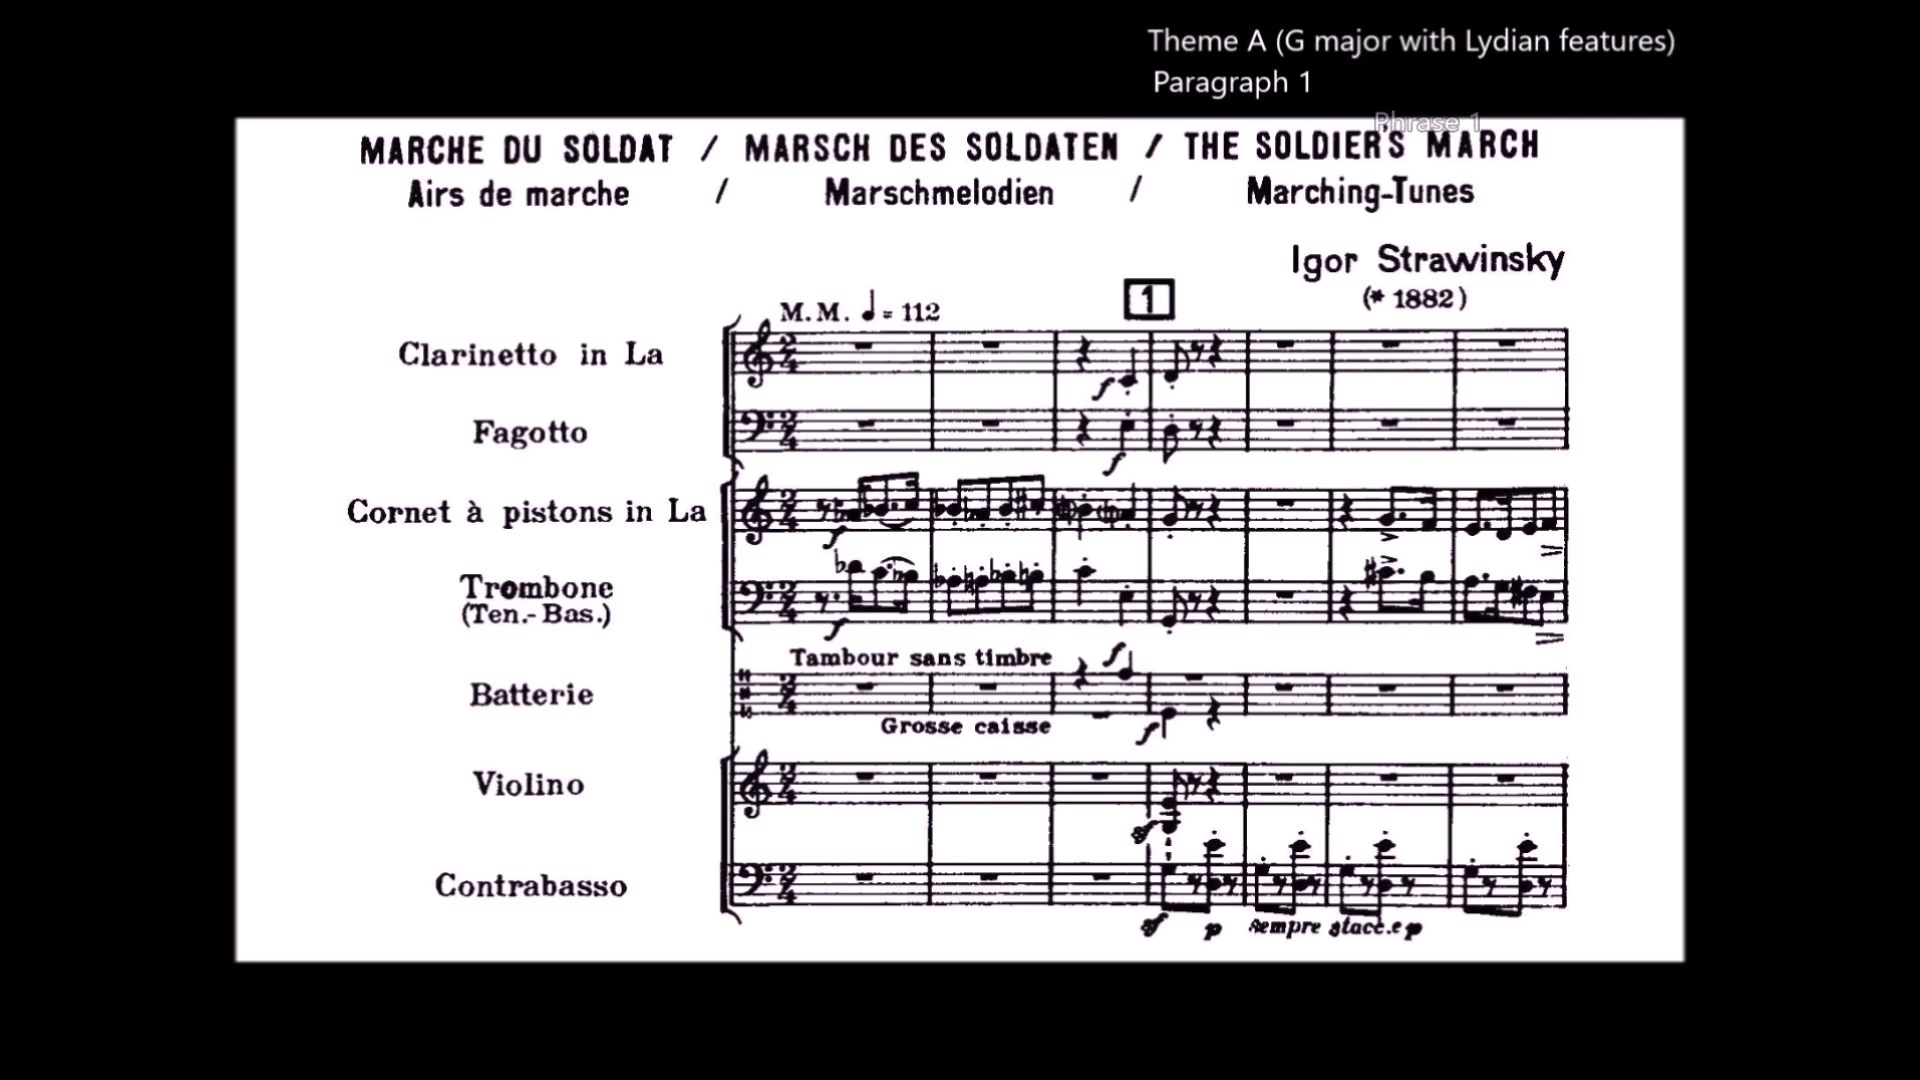 Theme A (G major with Lydian features)
Paragraph 1
Phrase 1
MARCHE DU SOLDAT / MARSCH DES SOLDATEN / THE SOLDIER'S MARCH
Airs de marche / Marschmelodien / Marching-Tunes
Igor Strawinsky
(* 1882)
M. M. ♩ = 112
1
Clarinetto in La
f
Fagotto
f
Cornet à pistons in La
f
Trombone
(Ten.-Bas.)
f
Tambour sans timbre f
Batterie
Grosse caisse f
Violino
sf
Contrabasso
sf p sempre stacc. e p